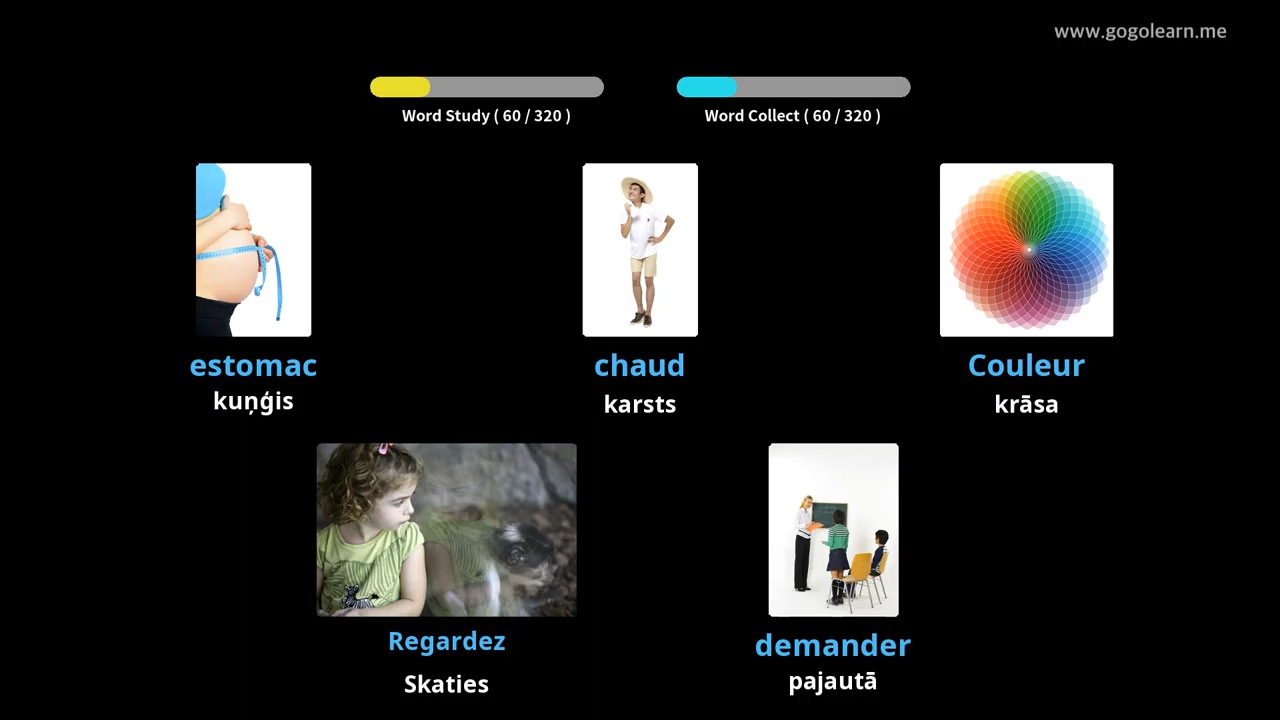 www.gogolearn.me
Word Study ( 60 / 320 )
Word Collect ( 60 / 320 )
estomac
kuņģis
chaud
karsts
Couleur
krāsa
Regardez
Skaties
demander
pajautā